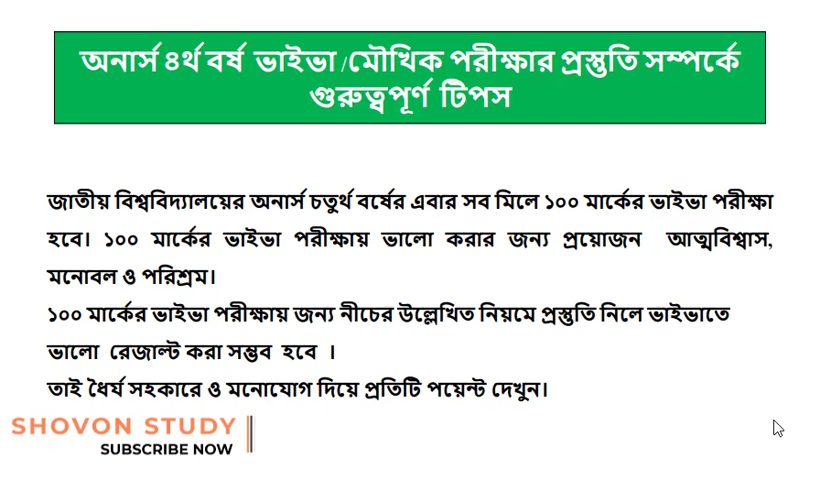 অনার্স ৪র্থ বর্ষ ভাইভা /মৌখিক পরীক্ষার প্রস্তুতি সম্পর্কে
গুরুত্বপূর্ণ টিপস
জাতীয় বিশ্ববিদ্যালয়ের অনার্স চতুর্থ বর্ষের এবার সব মিলে ১০০ মার্কের ভাইভা পরীক্ষা
হবে। ১০০ মার্কের ভাইভা পরীক্ষায় ভালো করার জন্য প্রয়োজন আত্মবিশ্বাস,
মনোবল ও পরিশ্রম।
১০০ মার্কের ভাইভা পরীক্ষায় জন্য নীচের উল্লেখিত নিয়মে প্রস্তুতি নিলে ভাইভাতে
ভালো রেজাল্ট করা সম্ভব হবে ।
তাই ধৈর্য সহকারে ও মনোযোগ দিয়ে প্রতিটি পয়েন্ট দেখুন।
SHOVON STUDY
SUBSCRIBE NOW